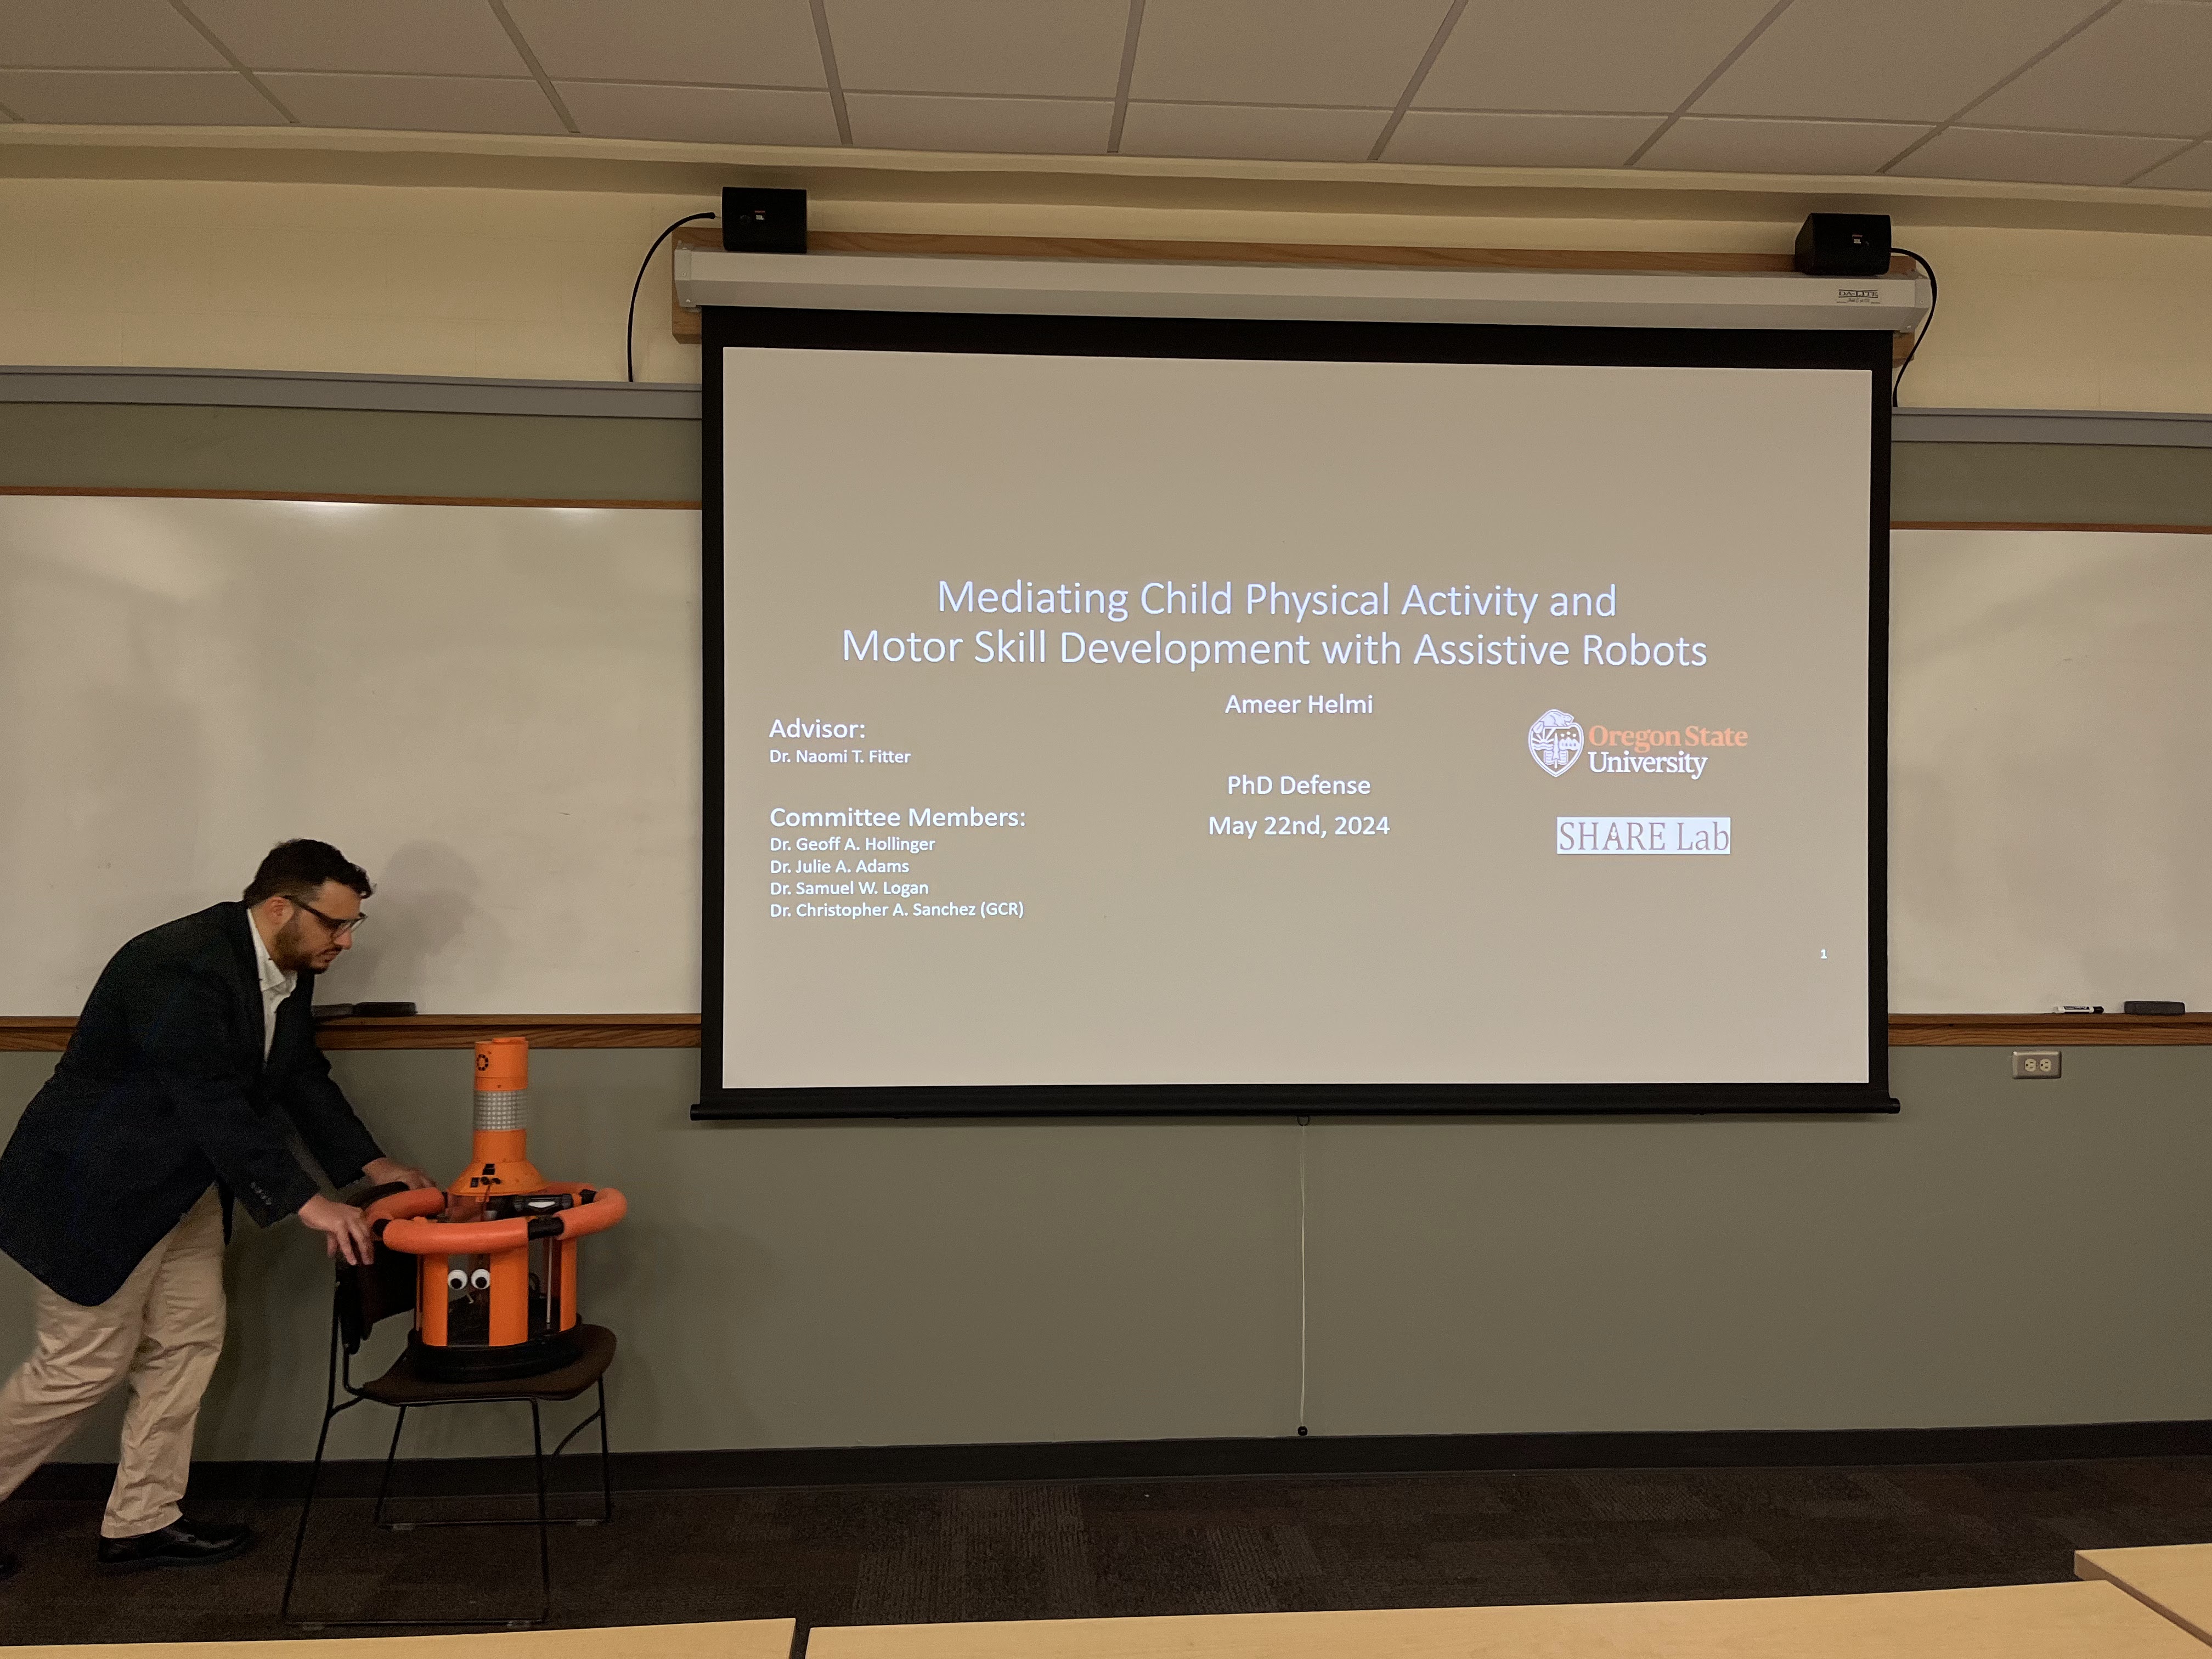 DA-LITE
Mediating Child Physical Activity and
Motor Skill Development with Assistive Robots
Ameer Helmi
Advisor:
Dr. Naomi T. Fitter
PhD Defense
May 22nd, 2024
Committee Members:
Dr. Geoff A. Hollinger
Dr. Julie A. Adams
Dr. Samuel W. Logan
Dr. Christopher A. Sanchez (GCR)
Oregon State
University
SHARE Lab
1